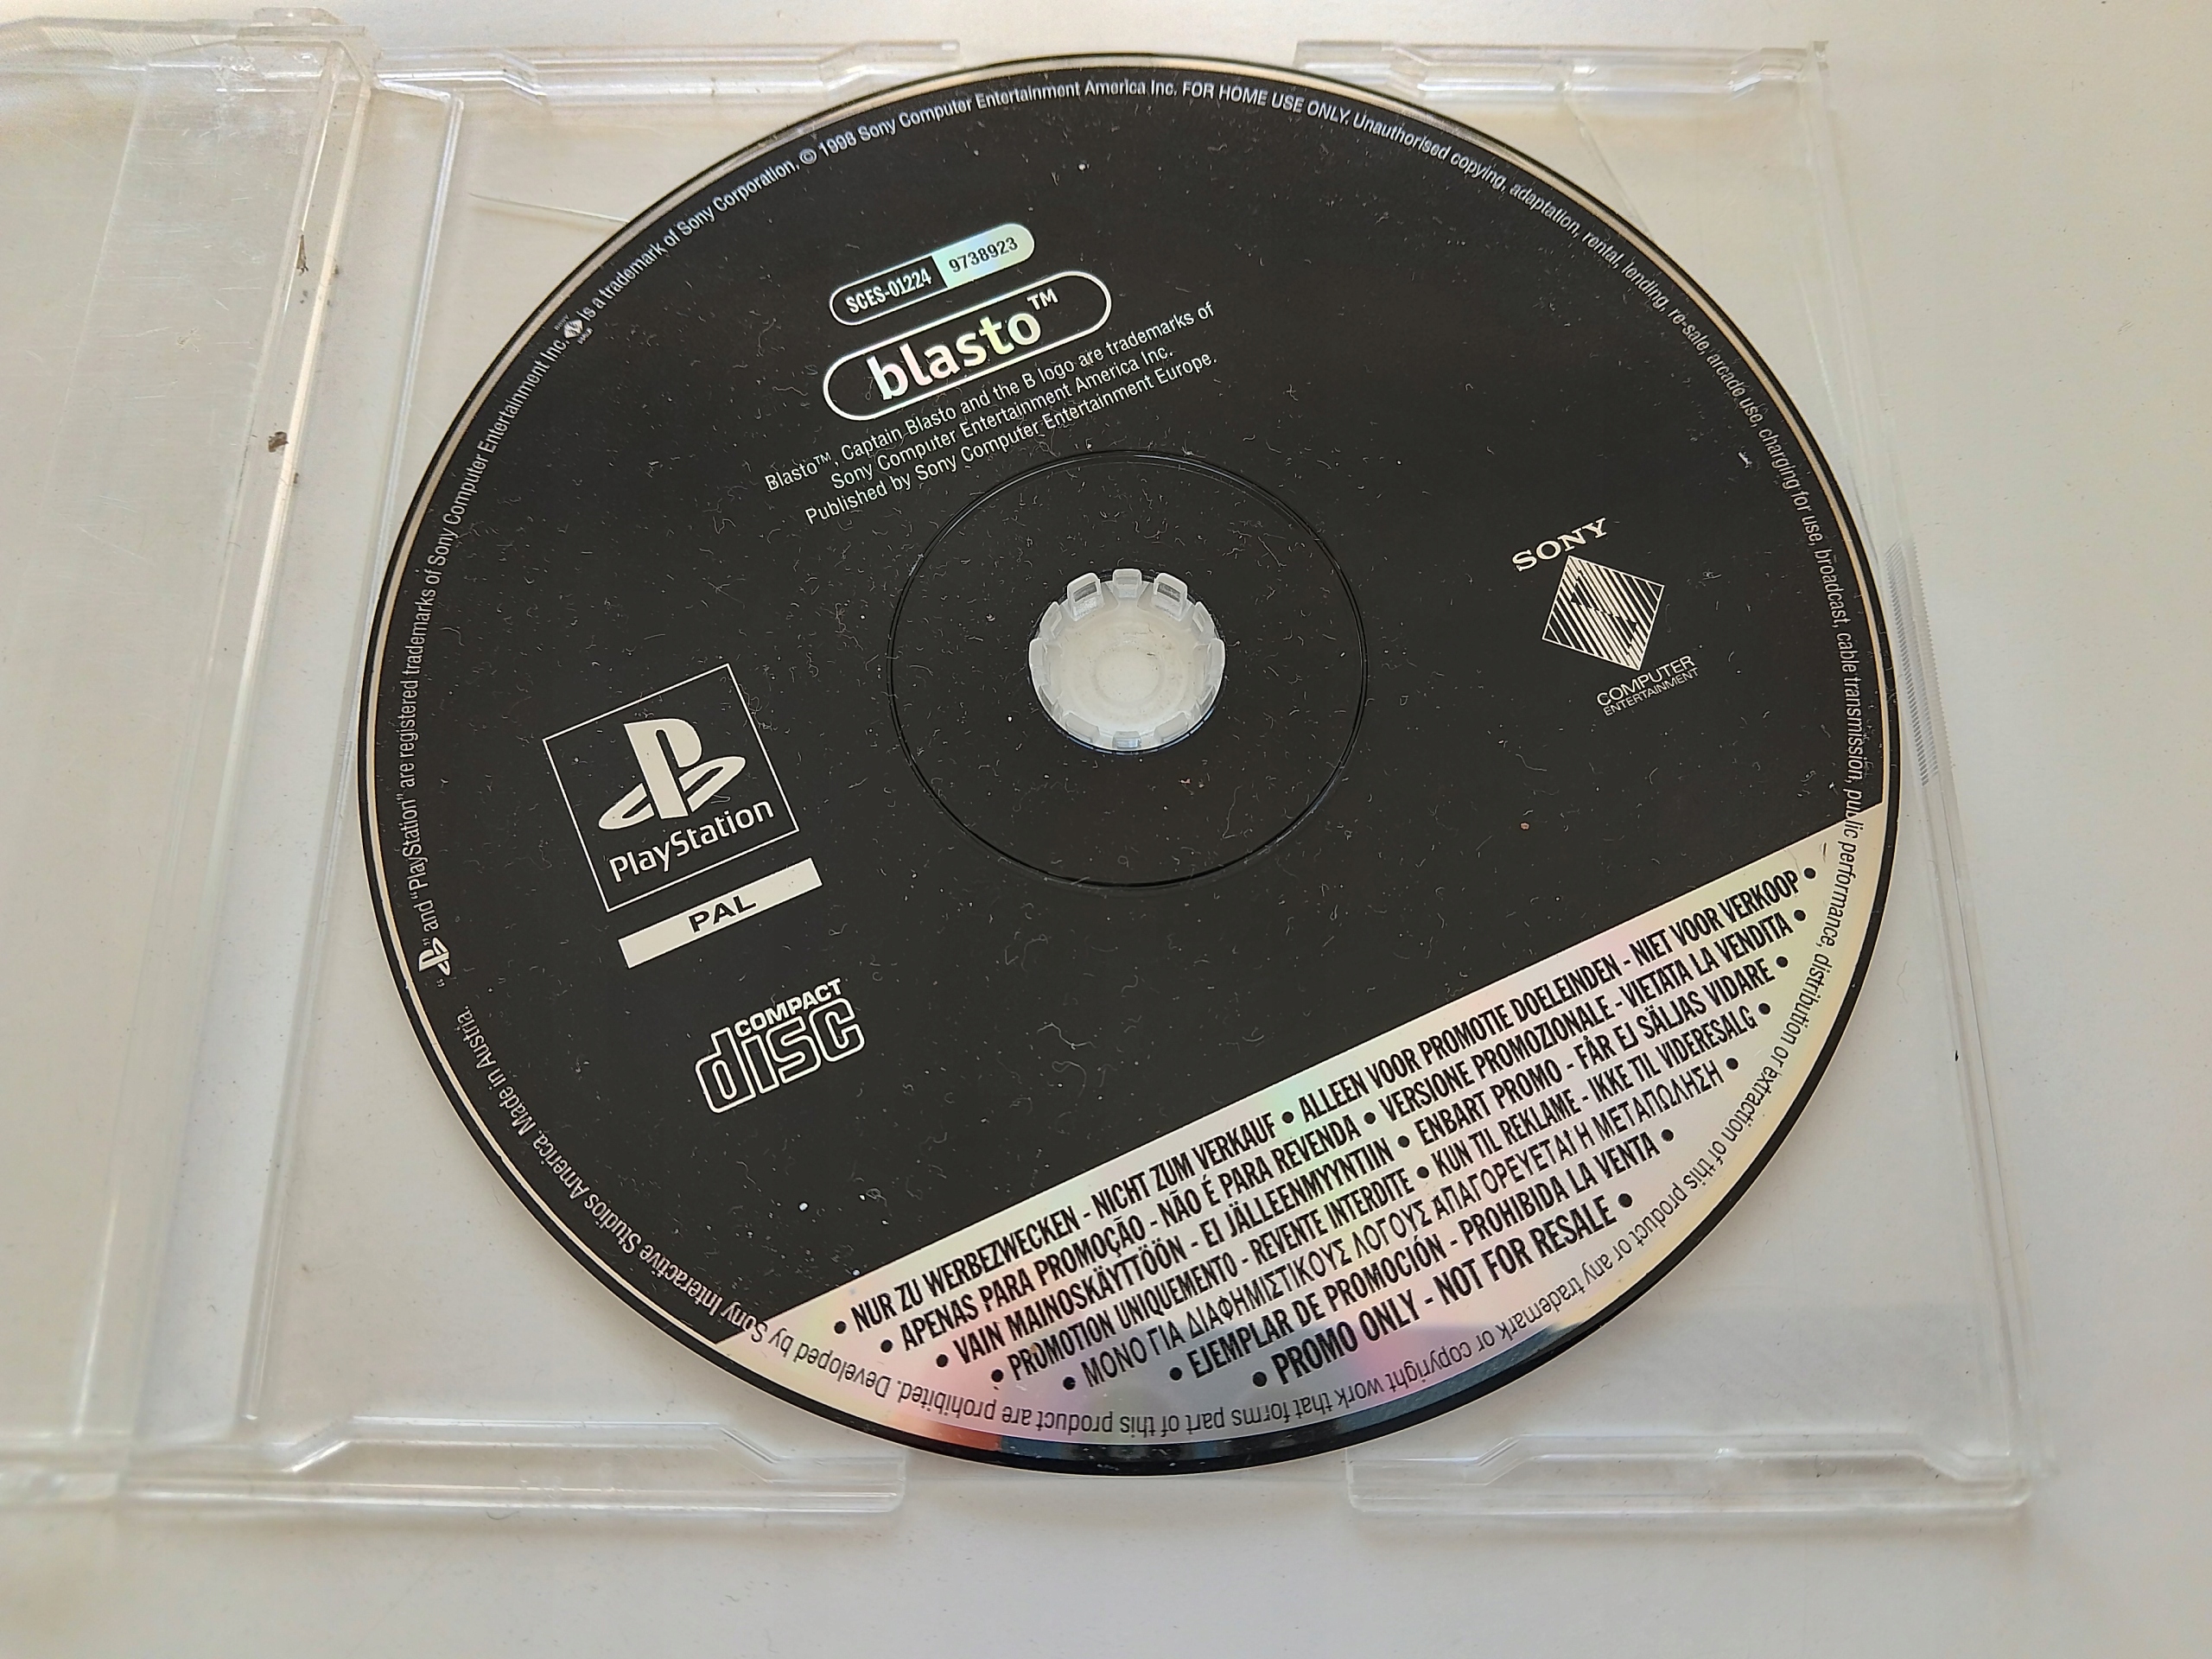 SCES-01224 9738923
blasto™
Blasto™, Captain Blasto and the B logo are trademarks of
Sony Computer Entertainment America Inc.
Published by Sony Computer Entertainment Europe.
SONY
COMPUTER
ENTERTAINMENT
PlayStation
PAL
COMPACT
disc
• NUR ZU WERBEZWECKEN - NICHT ZUM VERKAUF • ALLEEN VOOR PROMOTIE DOELEINDEN - NIET VOOR VERKOOP •
• APENAS PARA PROMOÇÃO - NÃO É PARA REVENDA • VERSIONE PROMOZIONALE - VIETATA LA VENDITA •
• VAIN MAINOSKÄYTTÖÖN - EI JÄLLEENMYYNTIIN • ENBART PROMO - FÅR EJ SÄLJAS VIDARE •
• PROMOTION UNIQUEMENTO - REVENTE INTERDITE • KUN TIL REKLAME - IKKE TIL VIDERESALG •
• ΜΟΝΟ ΓΙΑ ΔΙΑΦΗΜΙΣΤΙΚΟΥΣ ΛΟΓΟΥΣ ΑΠΑΓΟΡΕΥΕΤΑΙ Η ΜΕΤΑΠΩΛΗΣΗ •
• EJEMPLAR DE PROMOCIÓN - PROHIBIDA LA VENTA •
• PROMO ONLY - NOT FOR RESALE •
" " and "PlayStation" are registered trademarks of Sony Computer Entertainment Inc. is a trademark of Sony Corporation. © 1998 Sony Computer Entertainment America Inc. FOR HOME USE ONLY. Unauthorised copying, adaptation, rental, lending, re-sale, arcade use, charging for use, broadcast, cable transmission, public performance, distribution or extraction of this product or any trademark or copyright work that forms part of this product are prohibited. Developed by Sony Interactive Studios America. Made in Austria.